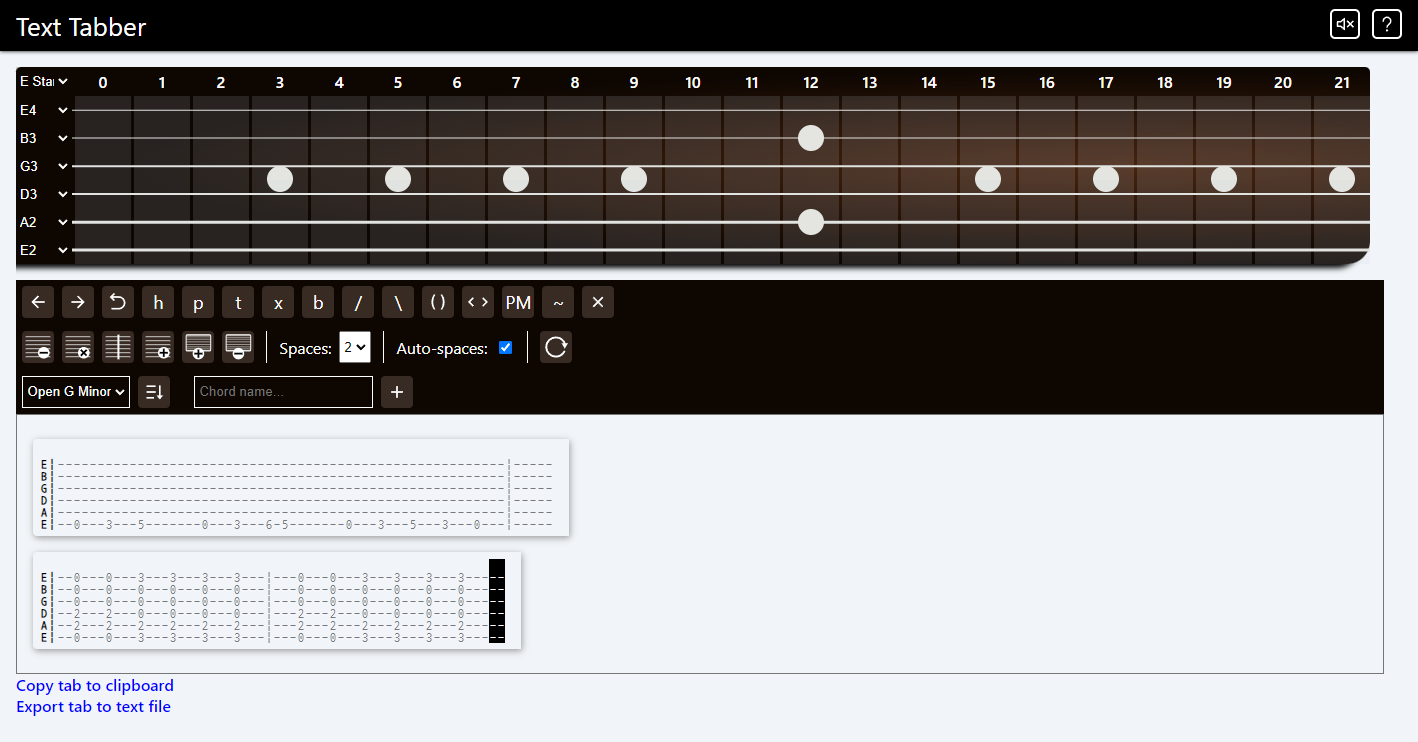 Text Tabber
?
E Stan 0 1 2 3 4 5 6 7 8 9 10 11 12 13 14 15 16 17 18 19 20 21
E4
B3
G3
D3
A2
E2
← → h p t x b / \ () <> PM ~ ×
Spaces: 2 Auto-spaces:
Open G Minor Chord name... +
E|--------------------------------------------------------|-----
B|--------------------------------------------------------|-----
G|--------------------------------------------------------|-----
D|--------------------------------------------------------|-----
A|--------------------------------------------------------|-----
E|--0---3---5-------0---3---6-5-------0---3---5---3---0---|-----
E|--0---0---3---3---3---3---|---0---0---3---3---3---3-----
B|--0---0---0---0---0---0---|---0---0---0---0---0---0-----
G|--0---0---0---0---0---0---|---0---0---0---0---0---0-----
D|--2---2---0---0---0---0---|---2---2---0---0---0---0-----
A|--2---2---2---2---2---2---|---2---2---2---2---2---2-----
E|--0---0---3---3---3---3---|---0---0---3---3---3---3-----
Copy tab to clipboard
Export tab to text file